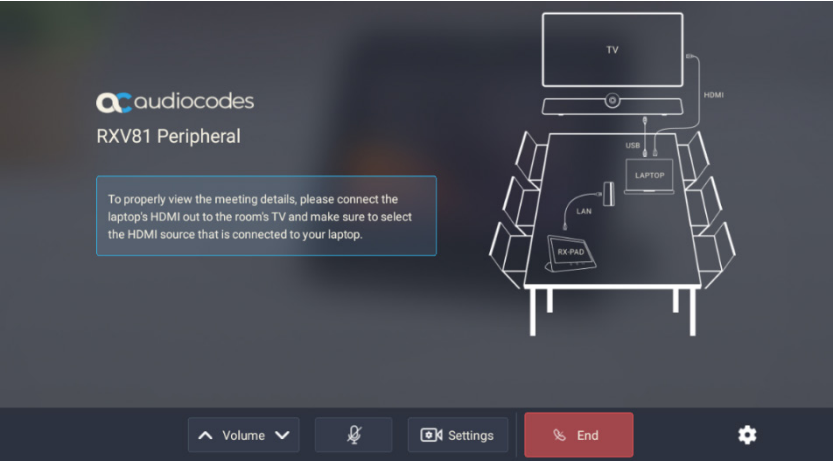 audiocodes
RXV81 Peripheral
To properly view the meeting details, please connect the
laptop's HDMI out to the room's TV and make sure to select
the HDMI source that is connected to your laptop.
TV
HDMI
USB
LAPTOP
LAN
RX-PAD
Volume
Settings
End